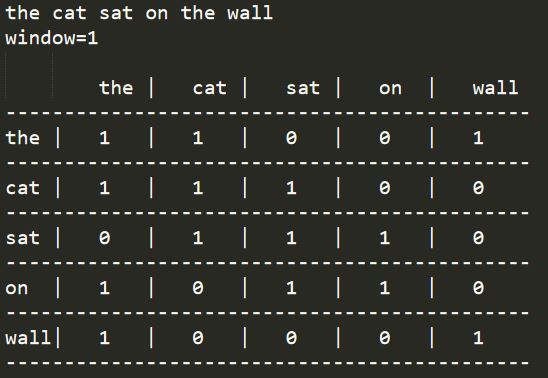 the cat sat on the wall
window=1
the | cat | sat | on | wall
-----------------------------------------------
the | 1 | 1 | 0 | 0 | 1
-----------------------------------------------
cat | 1 | 1 | 1 | 0 | 0
-----------------------------------------------
sat | 0 | 1 | 1 | 1 | 0
-----------------------------------------------
on | 1 | 0 | 1 | 1 | 0
-----------------------------------------------
wall| 1 | 0 | 0 | 0 | 1
-----------------------------------------------